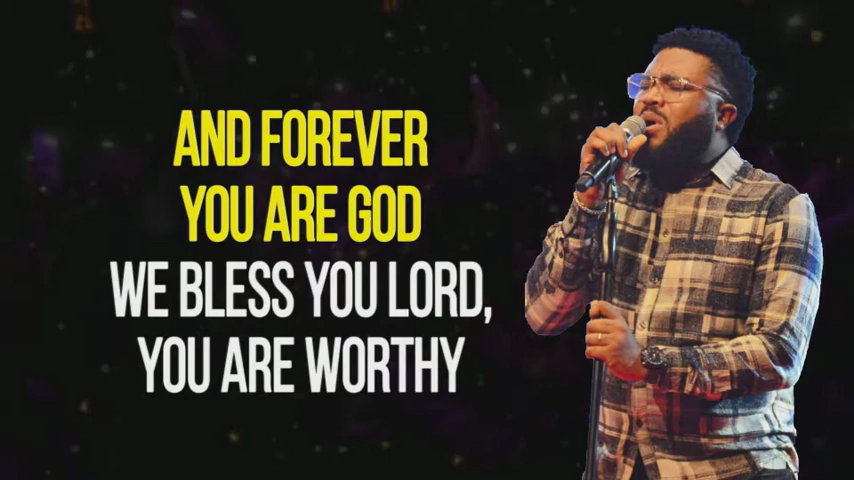 AND FOREVER
YOU ARE GOD
WE BLESS YOU LORD,
YOU ARE WORTHY